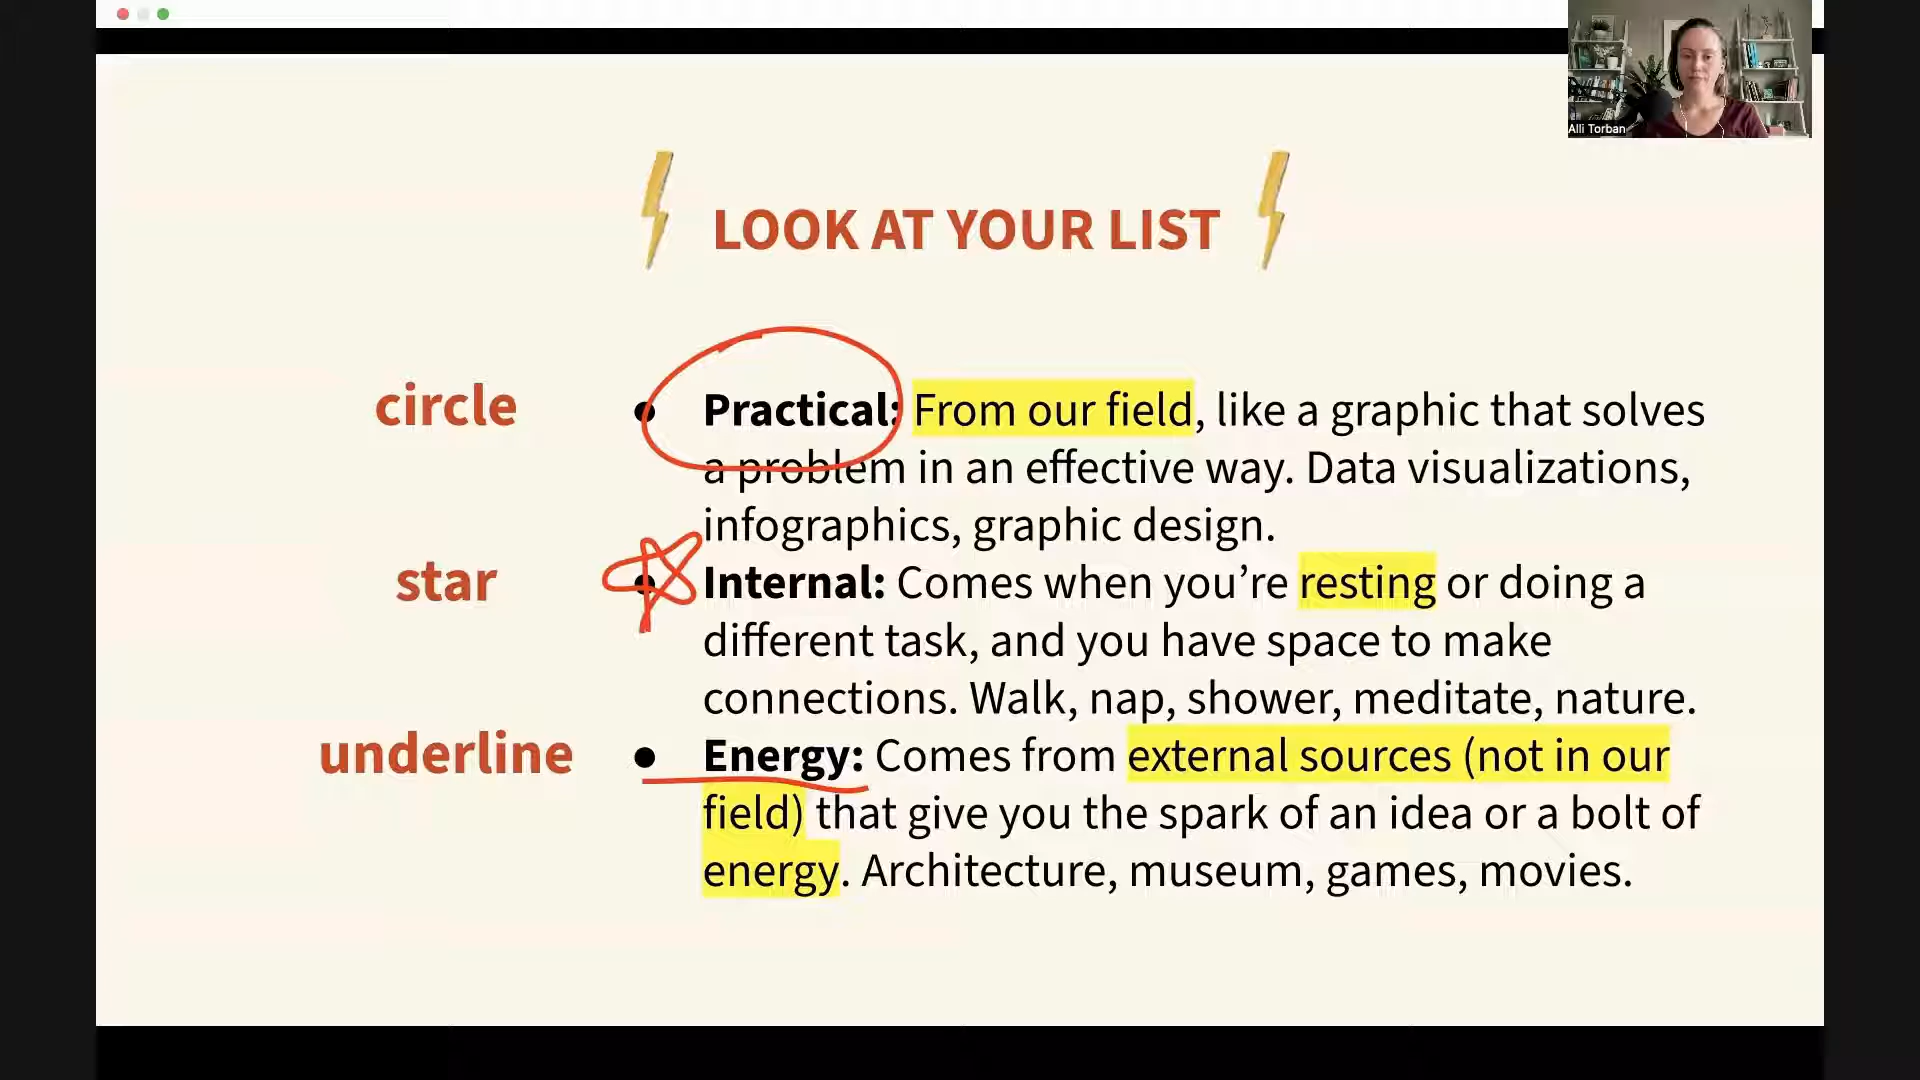 Alli Torban
LOOK AT YOUR LIST
circle
● Practical: From our field, like a graphic that solves
a problem in an effective way. Data visualizations,
infographics, graphic design.
star
● Internal: Comes when you’re resting or doing a
different task, and you have space to make
connections. Walk, nap, shower, meditate, nature.
underline
● Energy: Comes from external sources (not in our
field) that give you the spark of an idea or a bolt of
energy. Architecture, museum, games, movies.